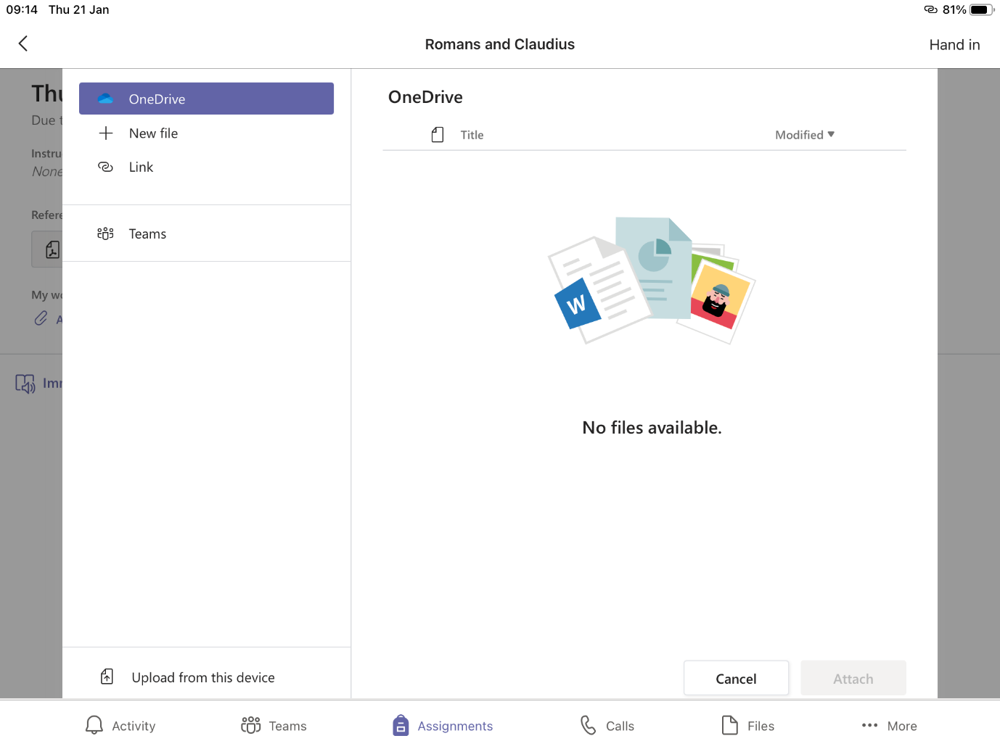 09:14 Thu 21 Jan
81%
Romans and Claudius
Hand in
Thu
Due t
Instru
None
Refere
My wo
A
Imm
OneDrive
New file
Link
Teams
Upload from this device
OneDrive
Title Modified
W
No files available.
Cancel Attach
Activity Teams Assignments Calls Files More